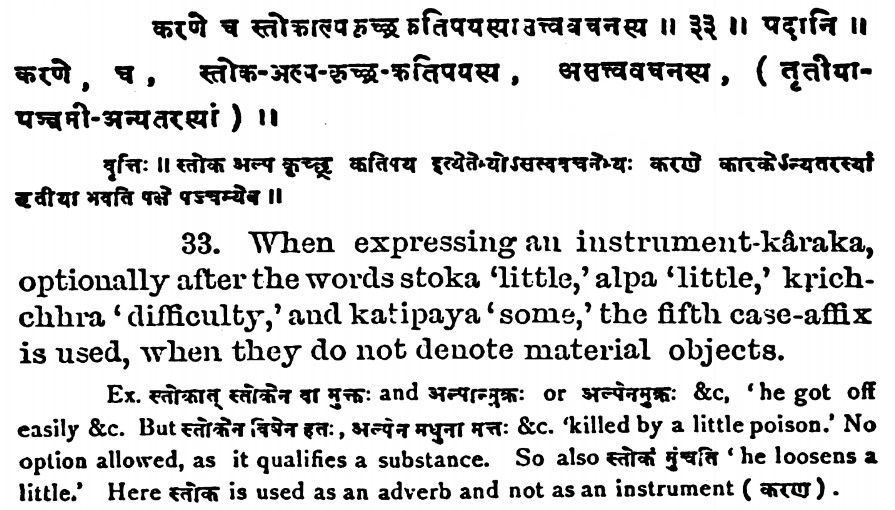 करणे च स्तोकाल्पकृच्छ्र कतिपयस्यासत्त्ववचनस्य ॥ ३३ ॥ पदानि ॥
करणे , च , स्तोक-अल्प-कृच्छ्र-कतिपयस्य , असत्त्ववचनस्य , ( तृतीया-
पञ्चमी-अन्यतरस्यां ) ॥
वृत्तिः ॥ स्तोक अल्प कृच्छ्र कतिपय इत्येतेभ्योऽसत्त्ववचनेभ्यः करणे कारकेऽन्यतरस्यां
तृतीया भवति पक्षे पञ्चम्येव ॥
33. When expressing an instrument-kâraka,
optionally after the words stoka ‘little,’ alpa ‘little,’ kṛich-
chhra ‘difficulty,’ and katipaya ‘some,’ the fifth case-affix
is used, when they do not denote material objects.
Ex. स्तोकात् स्तोकेन वा मुक्तः and अल्पान्मुक्तः or अल्पेनमुक्तः &c, ‘he got off
easily &c. But स्तोकेन विषेन हतः, अल्पेन मधुना मत्तः &c. ‘killed by a little poison.’ No
option allowed, as it qualifies a substance. So also स्तोकं मुंचति ‘he loosens a
little.’ Here स्तोक is used as an adverb and not as an instrument ( करण ) .